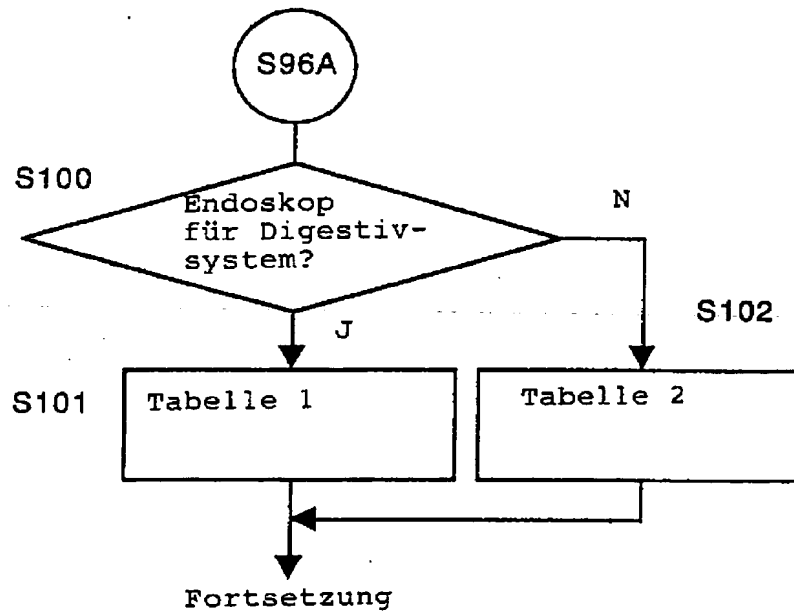 S96A
S100
Endoskop
für Digestiv-
system?
N
J
S102
S101
Tabelle 1
Tabelle 2
Fortsetzung